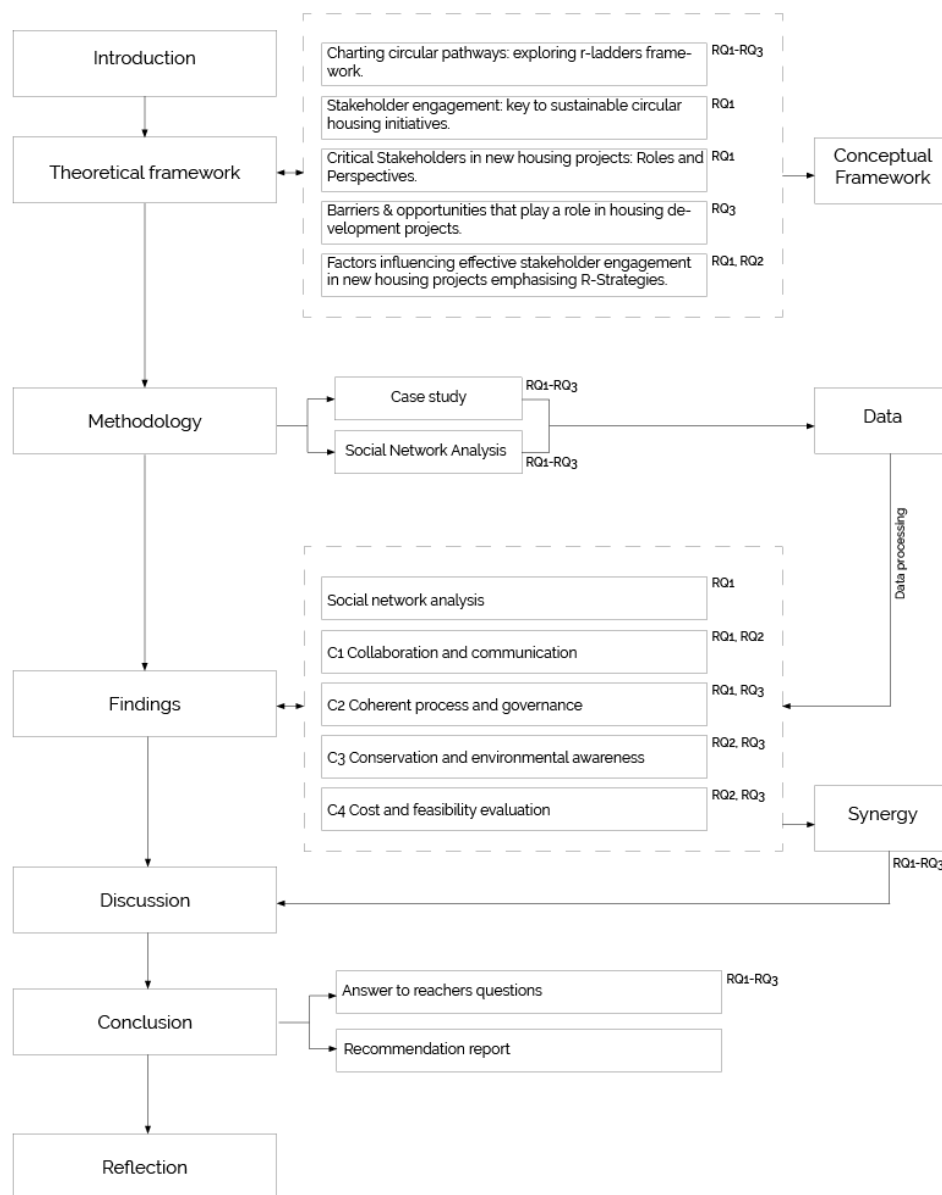 Introduction
Charting circular pathways: exploring r-ladders frame-
work.
RQ1-RQ3
Stakeholder engagement: key to sustainable circular
housing initiatives.
RQ1
Theoretical framework
Critical Stakeholders in new housing projects: Roles and
Perspectives.
RQ1
Conceptual
Framework
Barriers & opportunities that play a role in housing de-
velopment projects.
RQ3
Factors influencing effective stakeholder engagement
in new housing projects emphasising R-Strategies.
RQ1, RQ2
Methodology
Case study
RQ1-RQ3
Social Network Analysis
RQ1-RQ3
Data
Data processing
Social network analysis
RQ1
C1 Collaboration and communication
RQ1, RQ2
Findings
C2 Coherent process and governance
RQ1, RQ3
C3 Conservation and environmental awareness
RQ2, RQ3
C4 Cost and feasibility evaluation
RQ2, RQ3
Synergy
RQ1-RQ3
Discussion
Conclusion
Answer to reachers questions
RQ1-RQ3
Recommendation report
Reflection